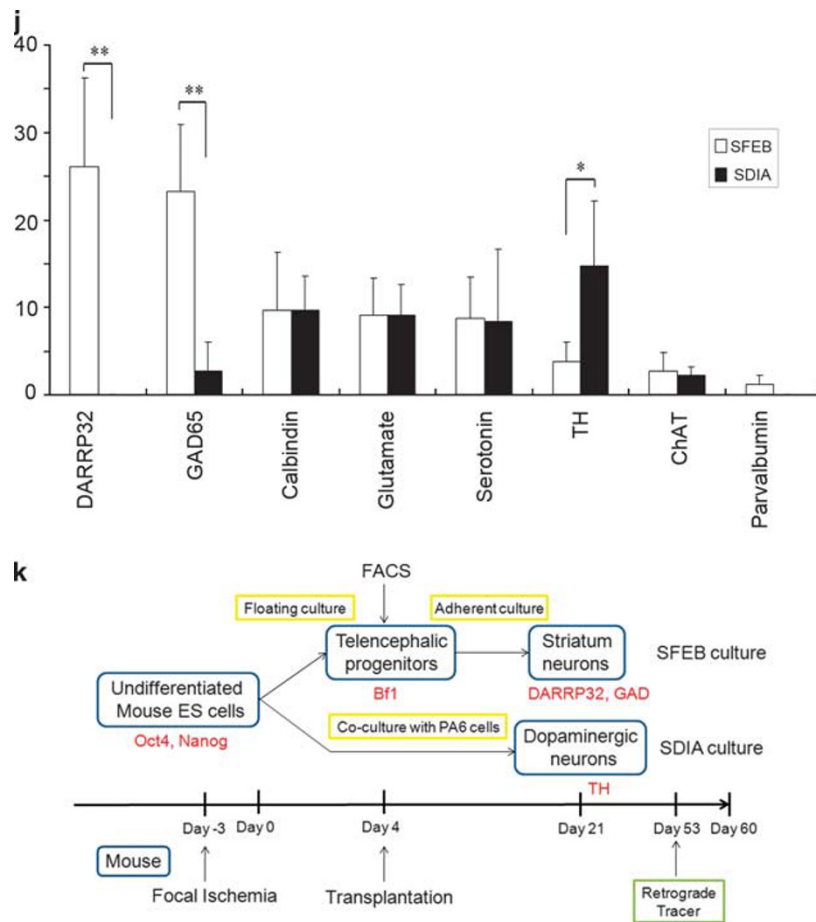 j
40
30
20
10
0
** ** *
SFEB
SDIA
DARRP32
GAD65
Calbindin
Glutamate
Serotonin
TH
ChAT
Parvalbumin
k
FACS
Floating culture
Adherent culture
Telencephalic
progenitors
Striatum
neurons
SFEB culture
Undifferentiated
Mouse ES cells
Bf1
DARRP32, GAD
Oct4, Nanog
Co-culture with PA6 cells
Dopaminergic
neurons
SDIA culture
TH
Day -3 Day 0 Day 4 Day 21 Day 53 Day 60
Mouse
Focal Ischemia
Transplantation
Retrograde
Tracer